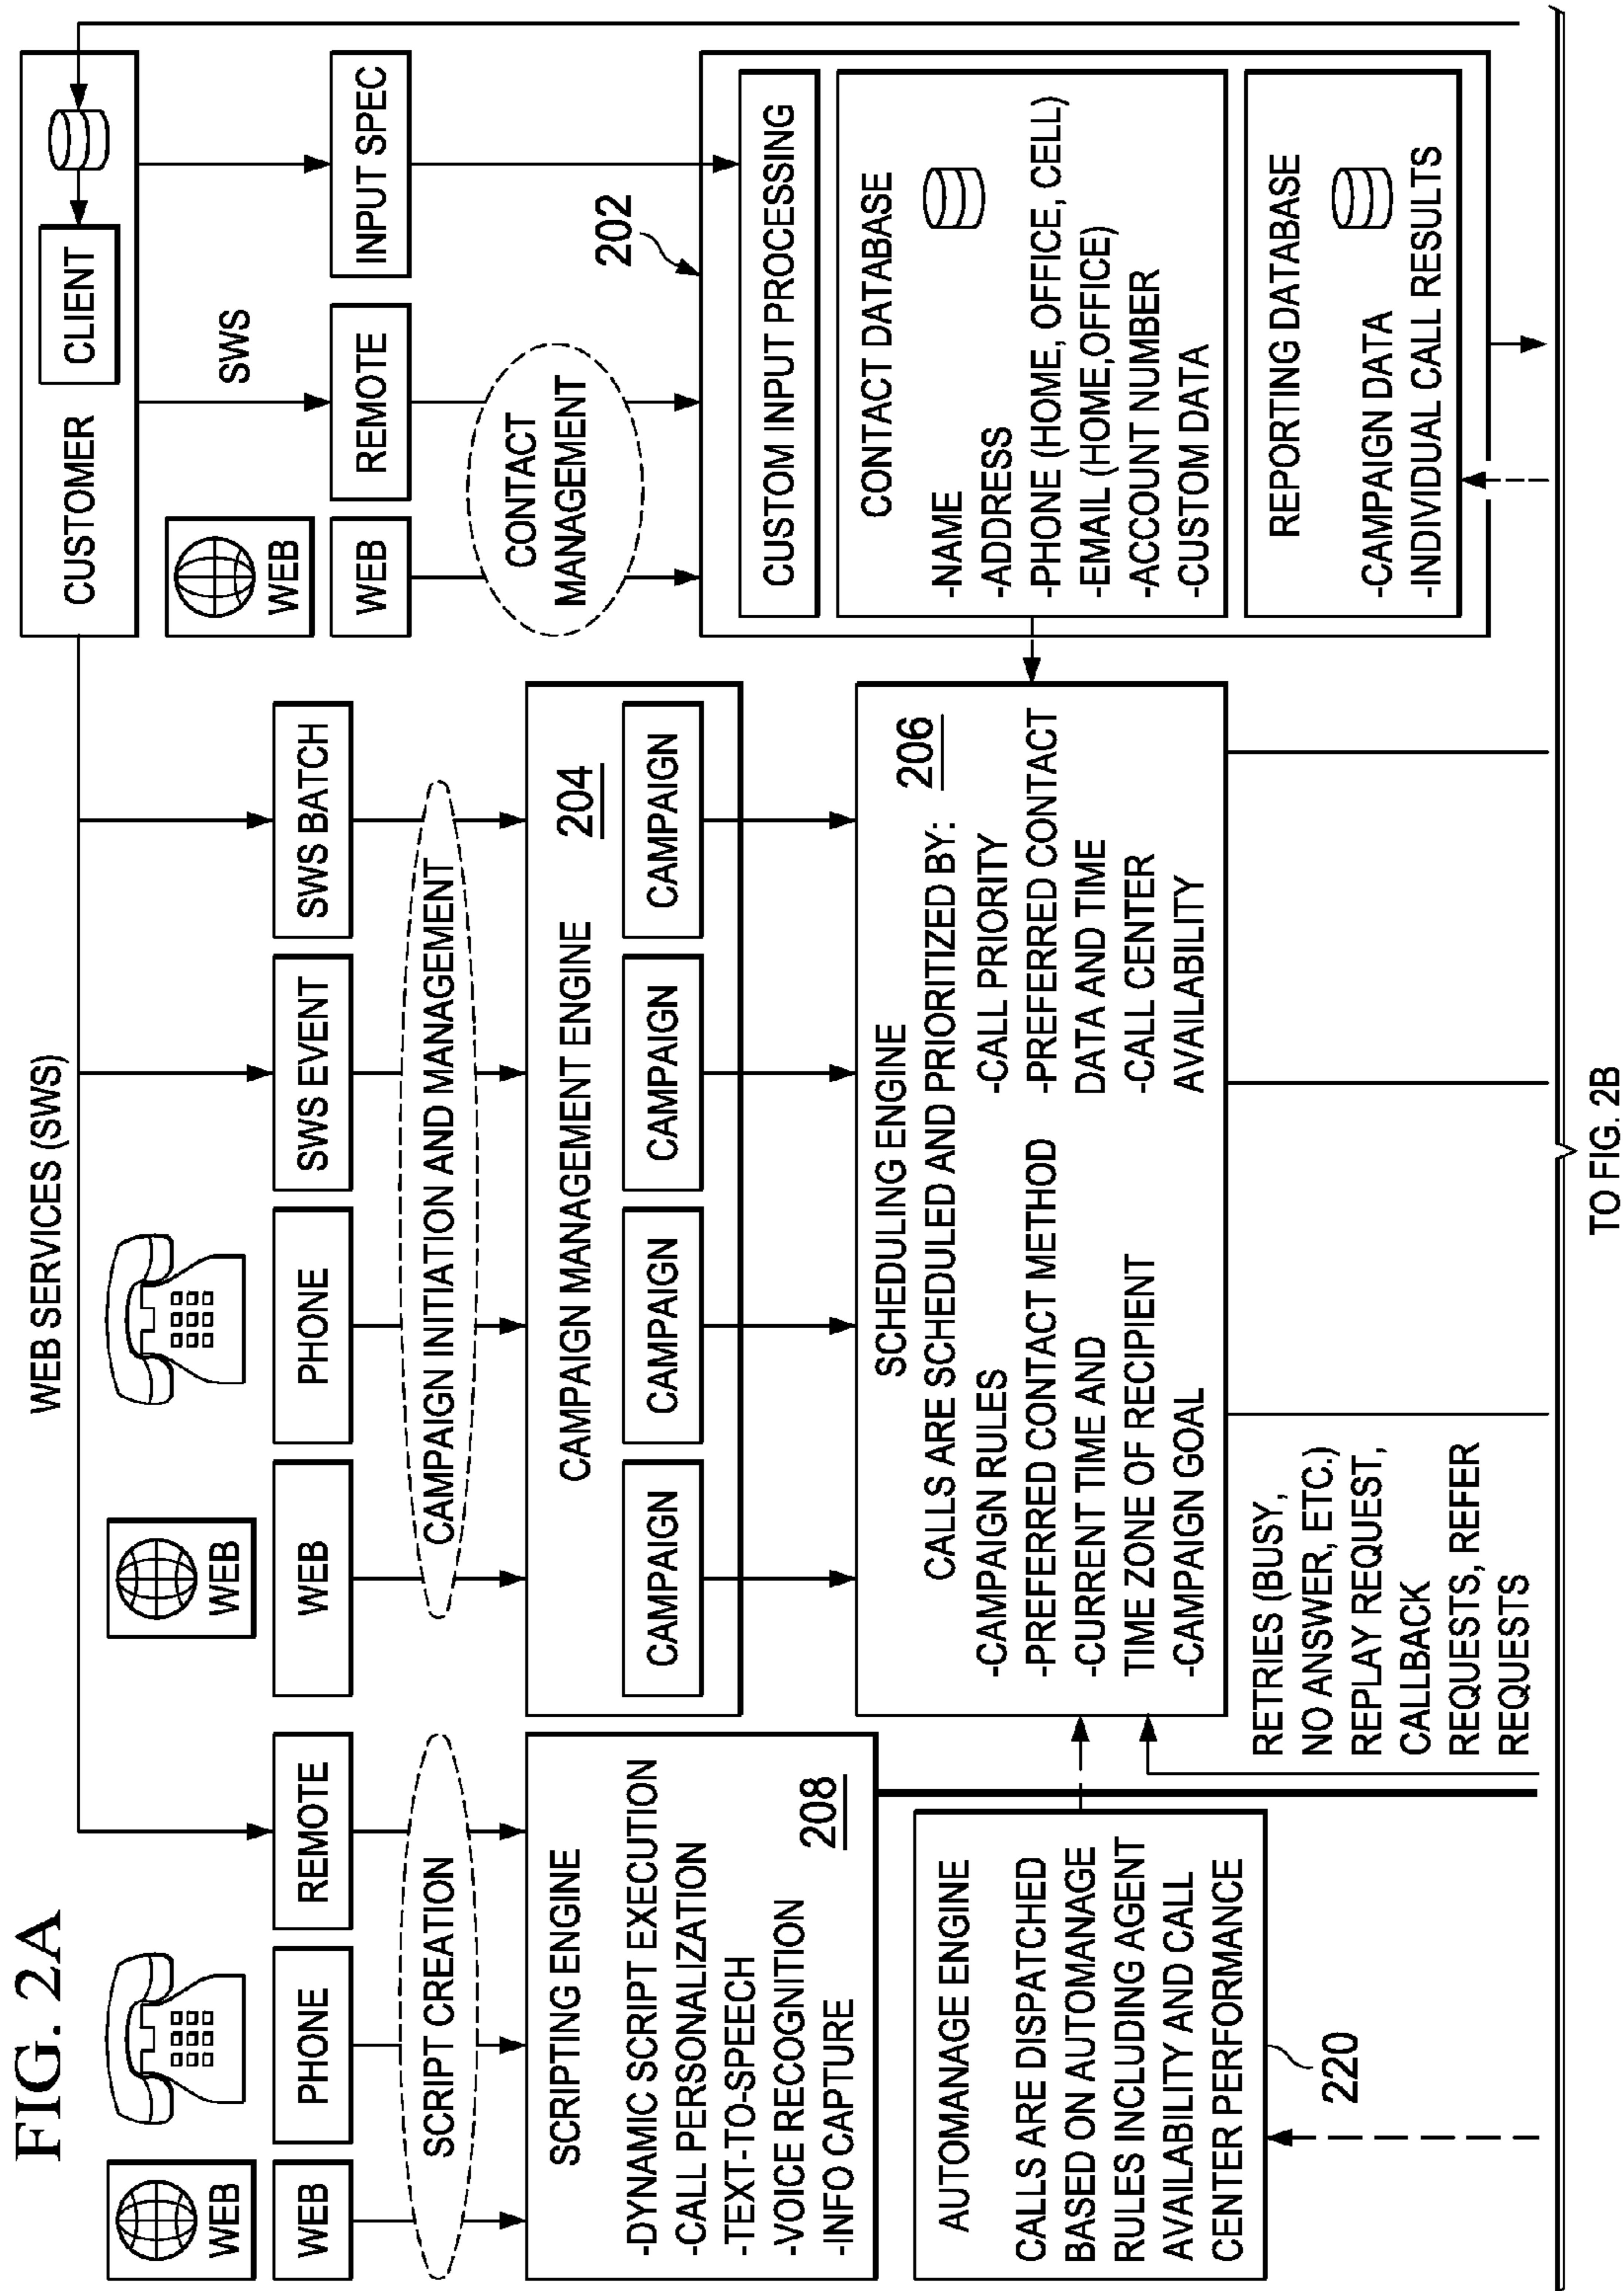 FIG. 2A
WEB SERVICES (SWS)
CUSTOMER
CLIENT
WEB
WEB
PHONE
REMOTE
SCRIPT CREATION
SCRIPTING ENGINE
-DYNAMIC SCRIPT EXECUTION
-CALL PERSONALIZATION
-TEXT-TO-SPEECH
-VOICE RECOGNITION
-INFO CAPTURE
208
WEB
WEB
PHONE
SWS EVENT
SWS BATCH
CAMPAIGN INITIATION AND MANAGEMENT
CAMPAIGN MANAGEMENT ENGINE
204
CAMPAIGN
CAMPAIGN
CAMPAIGN
CAMPAIGN
WEB
WEB
SWS
REMOTE
INPUT SPEC
CONTACT
MANAGEMENT
202
CUSTOM INPUT PROCESSING
CONTACT DATABASE
-NAME
-ADDRESS
-PHONE (HOME, OFFICE, CELL)
-EMAIL (HOME,OFFICE)
-ACCOUNT NUMBER
-CUSTOM DATA
REPORTING DATABASE
-CAMPAIGN DATA
-INDIVIDUAL CALL RESULTS
AUTOMANAGE ENGINE
CALLS ARE DISPATCHED
BASED ON AUTOMANAGE
RULES INCLUDING AGENT
AVAILABILITY AND CALL
CENTER PERFORMANCE
220
SCHEDULING ENGINE
206
CALLS ARE SCHEDULED AND PRIORITIZED BY:
-CAMPAIGN RULES
-PREFERRED CONTACT METHOD
-CURRENT TIME AND
TIME ZONE OF RECIPIENT
-CAMPAIGN GOAL
-CALL PRIORITY
-PREFERRED CONTACT
DATA AND TIME
-CALL CENTER
AVAILABILITY
RETRIES (BUSY,
NO ANSWER, ETC.)
REPLAY REQUEST,
CALLBACK
REQUESTS, REFER
REQUESTS
TO FIG. 2B